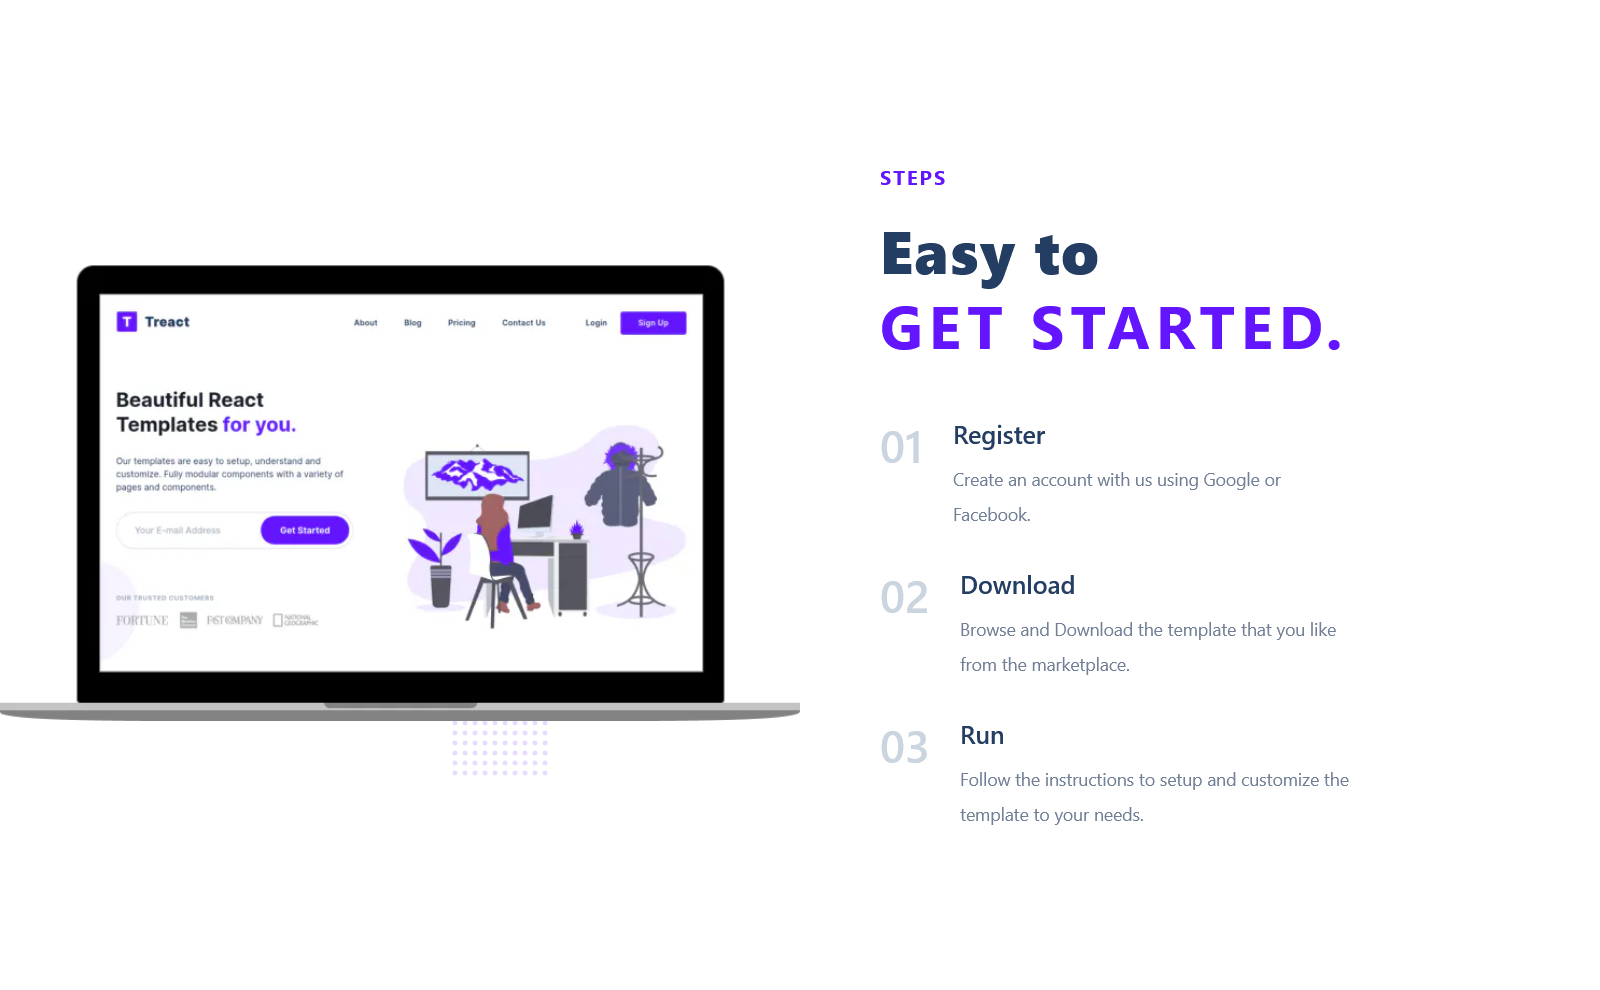 T Treact
About Blog Pricing Contact Us Login Sign Up
Beautiful React
Templates for you.
Our templates are easy to setup, understand and
customize. Fully modular components with a variety of
pages and components.
Your E-mail Address Get Started
OUR TRUSTED CUSTOMERS
FORTUNE FAST COMPANY NATIONAL
GEOGRAPHIC
STEPS
Easy to
GET STARTED.
01 Register
Create an account with us using Google or
Facebook.
02 Download
Browse and Download the template that you like
from the marketplace.
03 Run
Follow the instructions to setup and customize the
template to your needs.